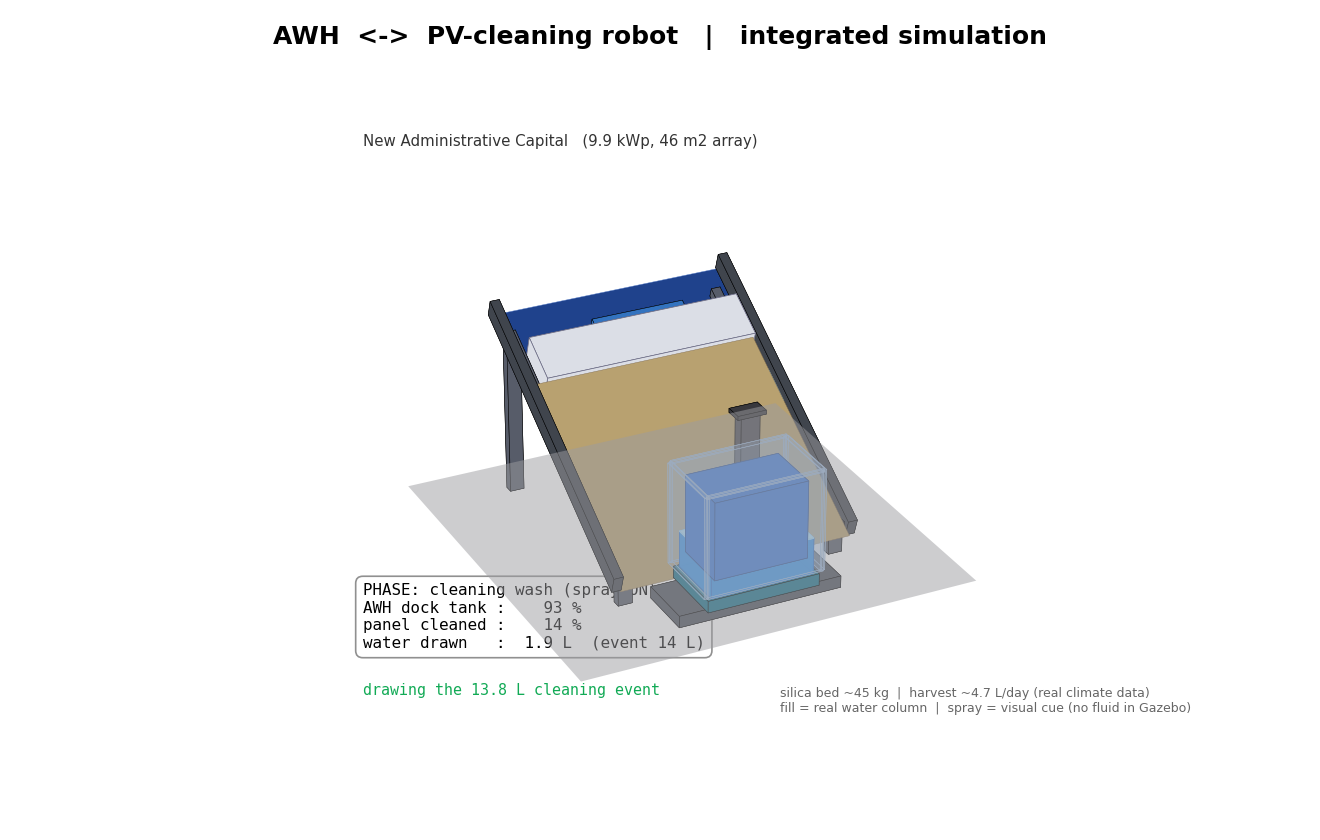 AWH <-> PV-cleaning robot | integrated simulation
New Administrative Capital (9.9 kWp, 46 m2 array)
PHASE: cleaning wash (spray ON)
AWH dock tank : 93 %
panel cleaned : 14 %
water drawn : 1.9 L (event 14 L)
drawing the 13.8 L cleaning event
silica bed ~45 kg | harvest ~4.7 L/day (real climate data)
fill = real water column | spray = visual cue (no fluid in Gazebo)